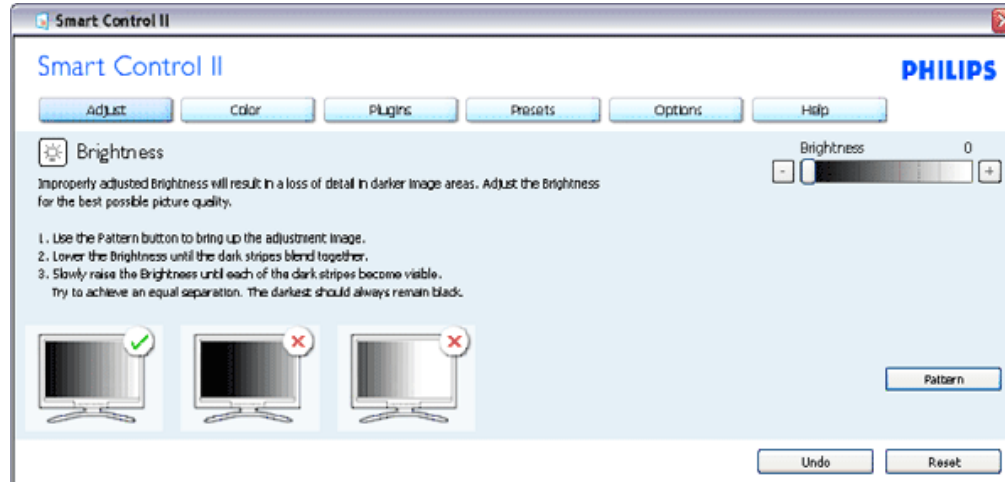 Smart Control II
Smart Control II
PHILIPS
Adjust Color Plugins Presets Options Help
Brightness
Brightness 0
- +
Improperly adjusted Brightness will result in a loss of detail in darker image areas. Adjust the Brightness
for the best possible picture quality.
1. Use the Pattern button to bring up the adjustment image.
2. Lower the Brightness until the dark stripes blend together.
3. Slowly raise the Brightness until each of the dark stripes become visible.
Try to achieve an equal separation. The darkest should always remain black.
Pattern
Undo Reset